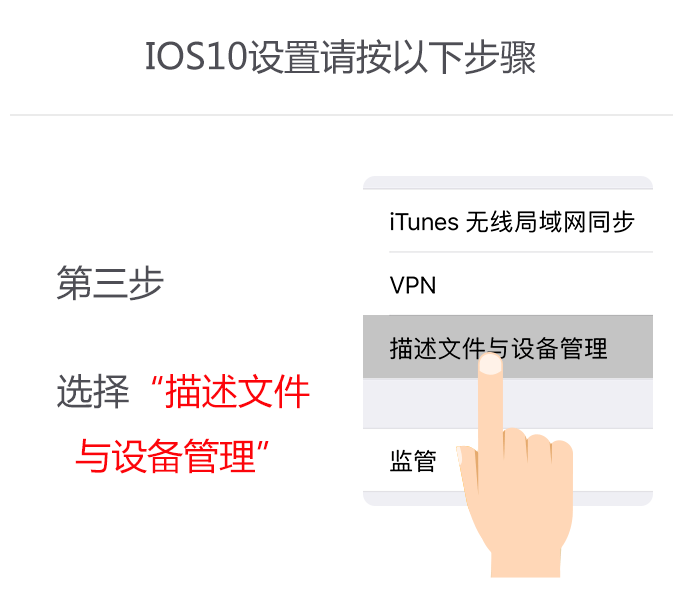 IOS10设置请按以下步骤
第三步
选择“描述文件
与设备管理”
iTunes 无线局域网同步
VPN
描述文件与设备管理
监管